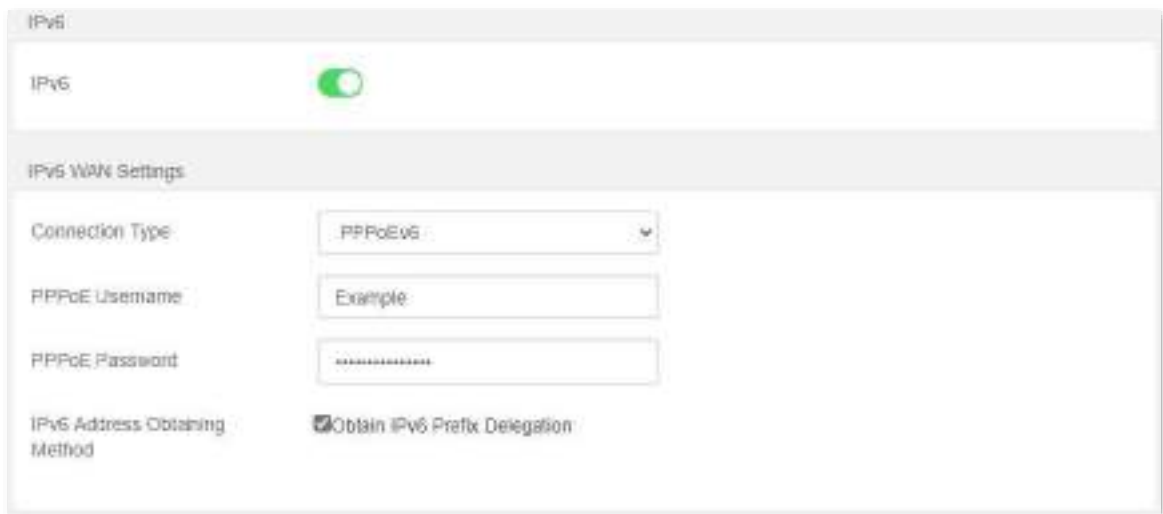 IPv6
IPv6
IPv6 WAN Settings
Connection Type
PPPoEv6
PPPoE Username
Example
PPPoE Password
IPv6 Address Obtaining
Method
Obtain IPv6 Prefix Delegation